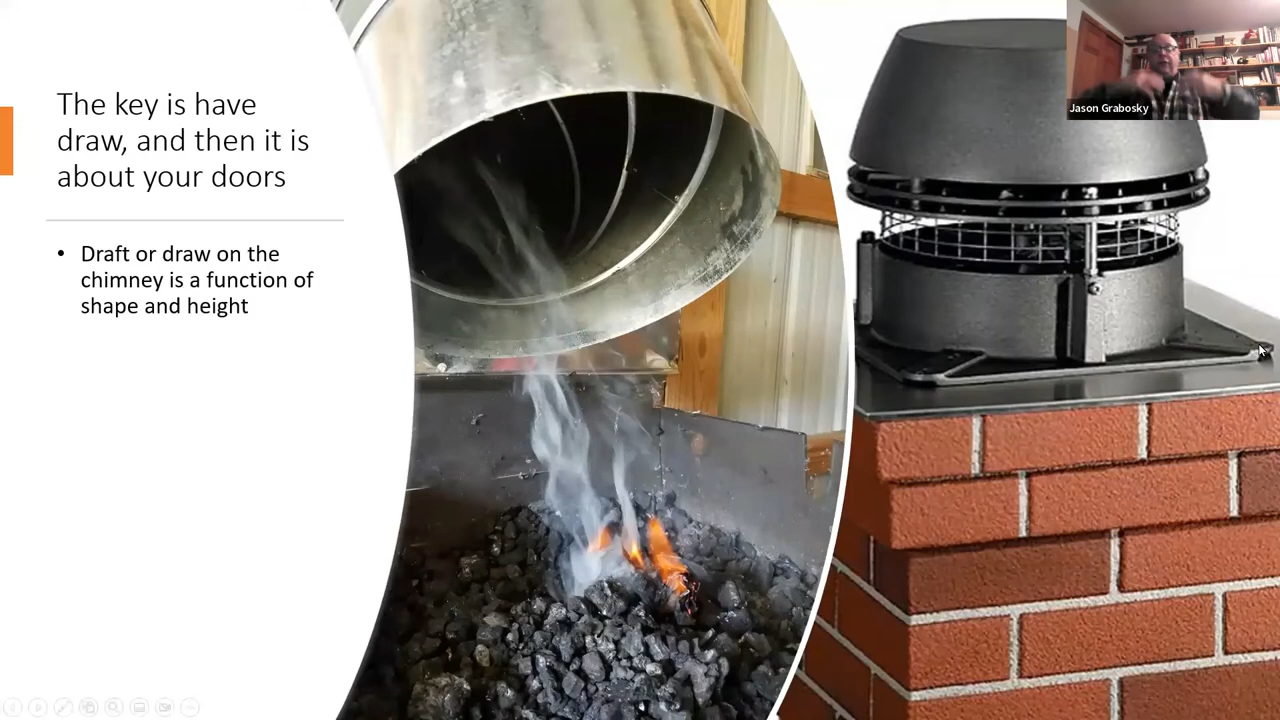 The key is have
draw, and then it is
about your doors
• Draft or draw on the
chimney is a function of
shape and height
Jason Grabosky